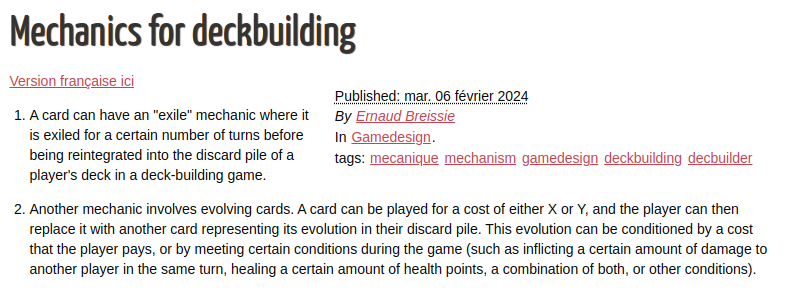 Mechanics for deckbuilding
Version française ici
Published: mar. 06 février 2024
By Ernaud Breissie
In Gamedesign.
tags: mecanique mechanism gamedesign deckbuilding decbuilder
1. A card can have an "exile" mechanic where it
is exiled for a certain number of turns before
being reintegrated into the discard pile of a
player's deck in a deck-building game.
2. Another mechanic involves evolving cards. A card can be played for a cost of either X or Y, and the player can then
replace it with another card representing its evolution in their discard pile. This evolution can be conditioned by a cost
that the player pays, or by meeting certain conditions during the game (such as inflicting a certain amount of damage to
another player in the same turn, healing a certain amount of health points, a combination of both, or other conditions).